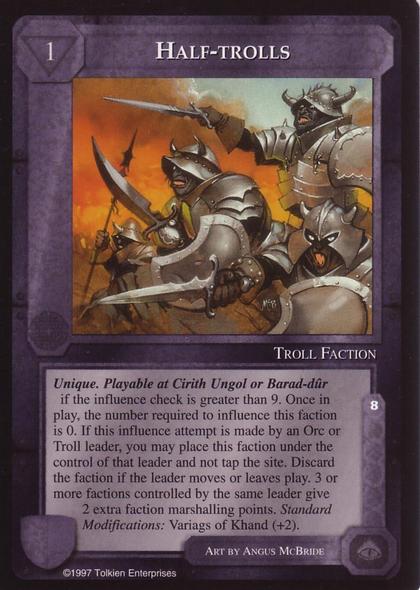 1
HALF-TROLLS
McB
TROLL FACTION
Unique. Playable at Cirith Ungol or Barad-dûr
if the influence check is greater than 9. Once in
play, the number required to influence this faction
is 0. If this influence attempt is made by an Orc or
Troll leader, you may place this faction under the
control of that leader and not tap the site. Discard
the faction if the leader moves or leaves play. 3 or
more factions controlled by the same leader give
2 extra faction marshalling points. Standard
Modifications: Variags of Khand (+2).
8
ART BY ANGUS MCBRIDE
©1997 Tolkien Enterprises